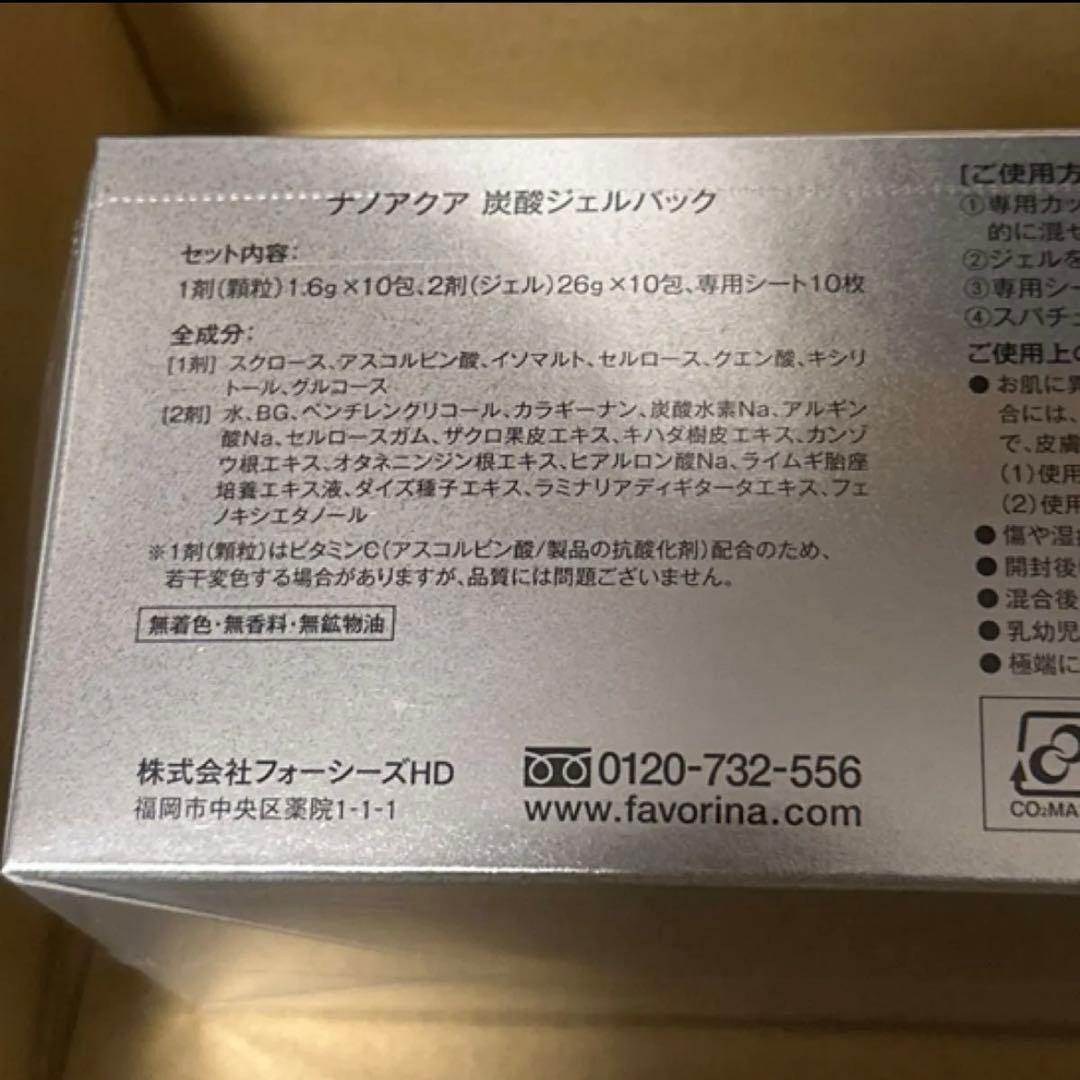 ナノアクア 炭酸ジェルパック
セット内容:
1剤(顆粒)1.6g×10包、2剤(ジェル)26g×10包、専用シート10枚
全成分:
[1剤] スクロース、アスコルビン酸、イソマルト、セルロース、クエン酸、キシリ
トール、グルコース
[2剤] 水、BG、ペンチレングリコール、カラギーナン、炭酸水素Na、アルギン
酸Na、セルロースガム、ザクロ果皮エキス、キハダ樹皮エキス、カンゾ
ウ根エキス、オタネニンジン根エキス、ヒアルロン酸Na、ライムギ胎座
培養エキス液、ダイズ種子エキス、ラミナリアディギタータエキス、フェ
ノキシエタノール
※1剤(顆粒)はビタミンC(アスコルビン酸/製品の抗酸化剤)配合のため、
若干変色する場合がありますが、品質には問題ございません。
無着色・無香料・無鉱物油
株式会社フォーシーズHD
福岡市中央区薬院1-1-1
0120-732-556
www.favorina.com
[ご使用方
①専用カッ
的に混ぜ
②ジェルを
③専用シー
④スパチュ
ご使用上の
●お肌に異
合には、
で、皮膚
(1)使用
(2)使用
●傷や湿
●開封後
●混合後
●乳幼児
●極端に
CO₂MA